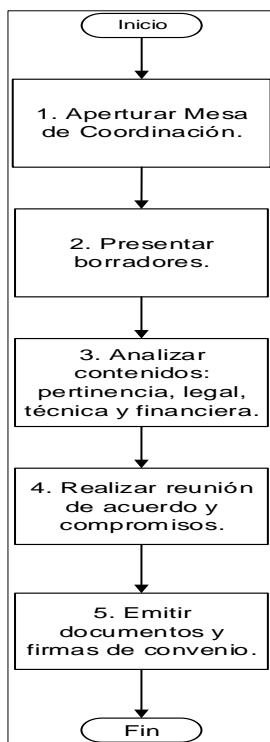 Inicio
1. Aperturar Mesa
de Coordinación.
2. Presentar
borradores.
3. Analizar
contenidos:
pertinencia, legal,
técnica y financiera.
4. Realizar reunión
de acuerdo y
compromisos.
5. Emitir
documentos y
firmas de convenio.
Fin